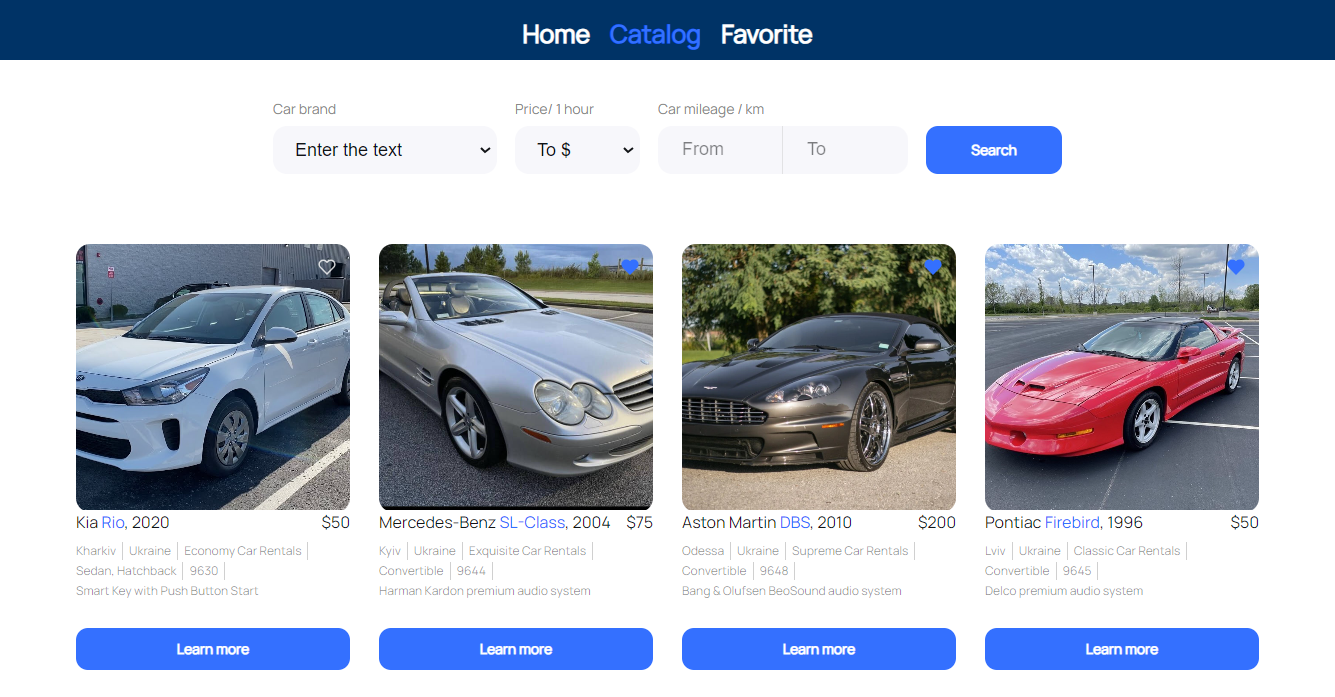 Home Catalog Favorite
Car brand Price/ 1 hour Car mileage / km
Enter the text To $ From To Search
Kia Rio, 2020 $50
Kharkiv Ukraine Economy Car Rentals
Sedan, Hatchback 9630
Smart Key with Push Button Start
Learn more
Mercedes-Benz SL-Class, 2004 $75
Kyiv Ukraine Exquisite Car Rentals
Convertible 9644
Harman Kardon premium audio system
Learn more
Aston Martin DBS, 2010 $200
Odessa Ukraine Supreme Car Rentals
Convertible 9648
Bang & Olufsen BeoSound audio system
Learn more
Pontiac Firebird, 1996 $50
Lviv Ukraine Classic Car Rentals
Convertible 9645
Delco premium audio system
Learn more